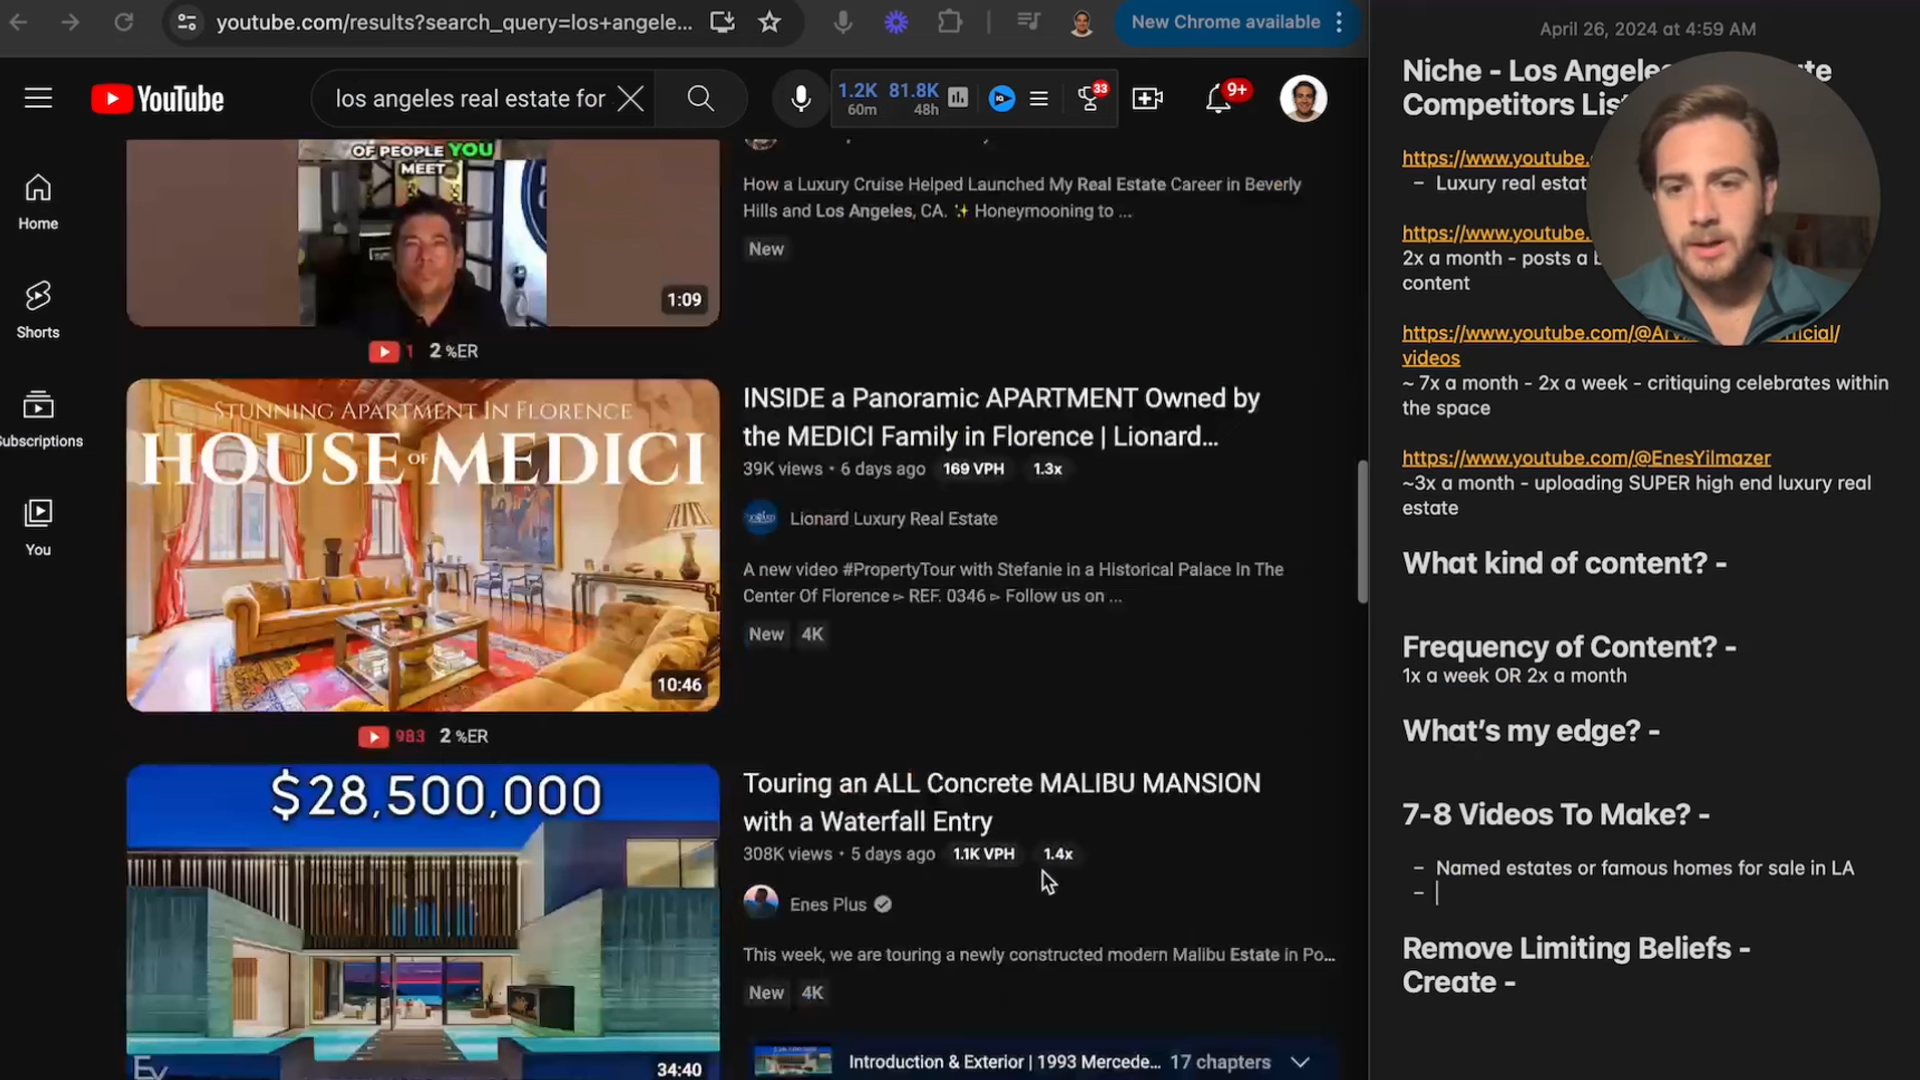 youtube.com/results?search_query=los+angele...
New Chrome available
YouTube
los angeles real estate for
1.2K 81.8K
60m 48h
33
9+
Home
Shorts
Subscriptions
You
OF PEOPLE YOU
MEET
1:09
1 2 %ER
How a Luxury Cruise Helped Launched My Real Estate Career in Beverly
Hills and Los Angeles, CA. ✨ Honeymooning to ...
New
STUNNING APARTMENT IN FLORENCE
HOUSE OF MEDICI
10:46
983 2 %ER
INSIDE a Panoramic APARTMENT Owned by
the MEDICI Family in Florence | Lionard...
39K views • 6 days ago 169 VPH 1.3x
Lionard Luxury Real Estate
A new video #PropertyTour with Stefanie in a Historical Palace In The
Center Of Florence ▻ REF. 0346 ▻ Follow us on ...
New 4K
$28,500,000
Ev
34:40
Touring an ALL Concrete MALIBU MANSION
with a Waterfall Entry
308K views • 5 days ago 1.1K VPH 1.4x
Enes Plus
This week, we are touring a newly constructed modern Malibu Estate in Po...
New 4K
Introduction & Exterior | 1993 Mercede... 17 chapters
April 26, 2024 at 4:59 AM
Niche - Los Angeles
Competitors
https://www.youtube.
– Luxury real
https://www.youtube.
2x a month - posts a
content
https://www.youtube.com/
videos
~ 7x a month - 2x a week - critiquing celebrates within
the space
https://www.youtube.com/@EnesYilmazer
~3x a month - uploading SUPER high end luxury real
estate
What kind of content? -
Frequency of Content? -
1x a week OR 2x a month
What's my edge? -
7-8 Videos To Make? -
– Named estates or famous homes for sale in LA
–
Remove Limiting Beliefs -
Create -